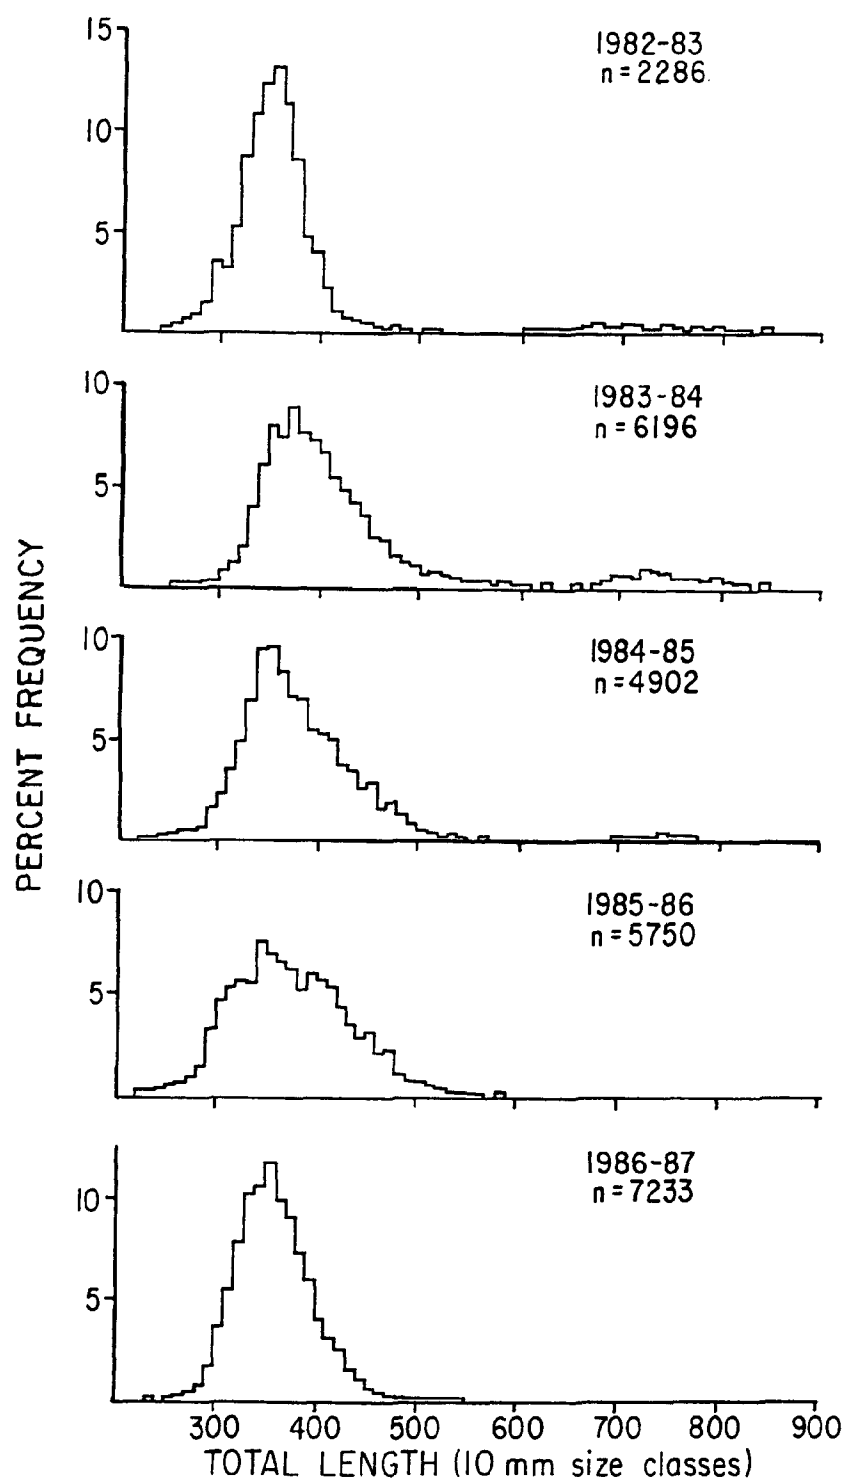 PERCENT FREQUENCY
15
10
5
1982-83
n=2286
10
5
1983-84
n=6196
10
5
1984-85
n=4902
10
5
1985-86
n=5750
10
5
1986-87
n=7233
300 400 500 600 700 800 900
TOTAL LENGTH (10 mm size classes)